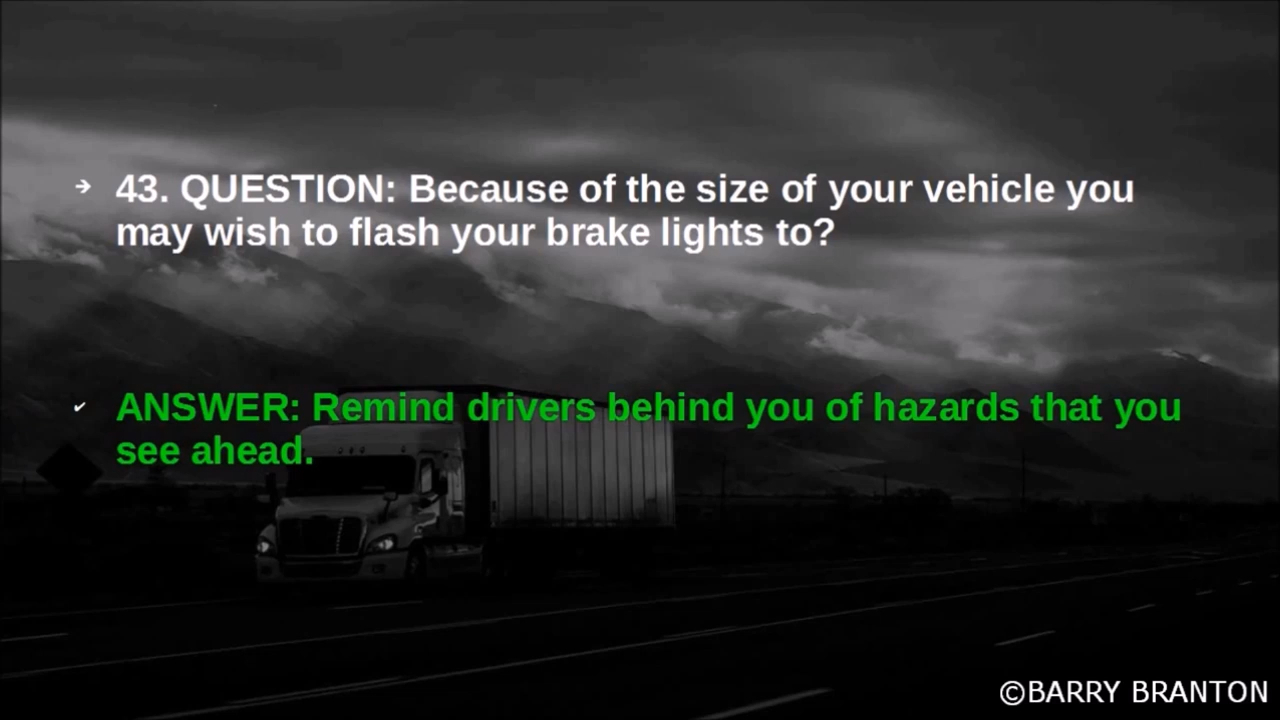 43. QUESTION: Because of the size of your vehicle you
may wish to flash your brake lights to?
ANSWER: Remind drivers behind you of hazards that you
see ahead.
©BARRY BRANTON